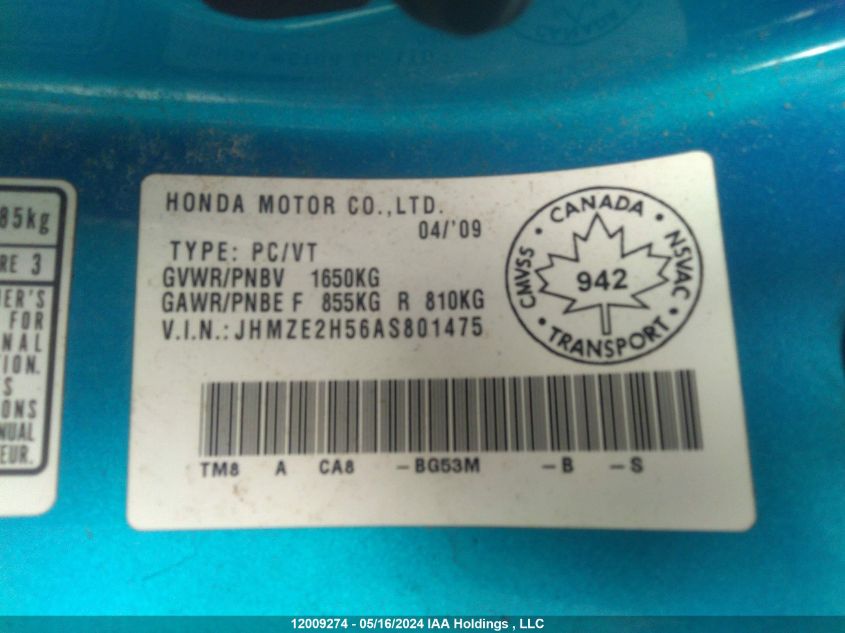 85kg
RE 3
ER'S
FOR
NAL
ION.
S
ONS
NUAL
EUR.
HONDA MOTOR CO.,LTD.
04/'09
TYPE: PC/VT
GVWR/PNBV 1650KG
GAWR/PNBE F 855KG R 810KG
V.I.N.: JHMZE2H56AS801475
CANADA
CMVSS 942 NSVAC
TRANSPORT
TM8 A CA8 -BG53M -B -S
12009274 - 05/16/2024 IAA Holdings , LLC